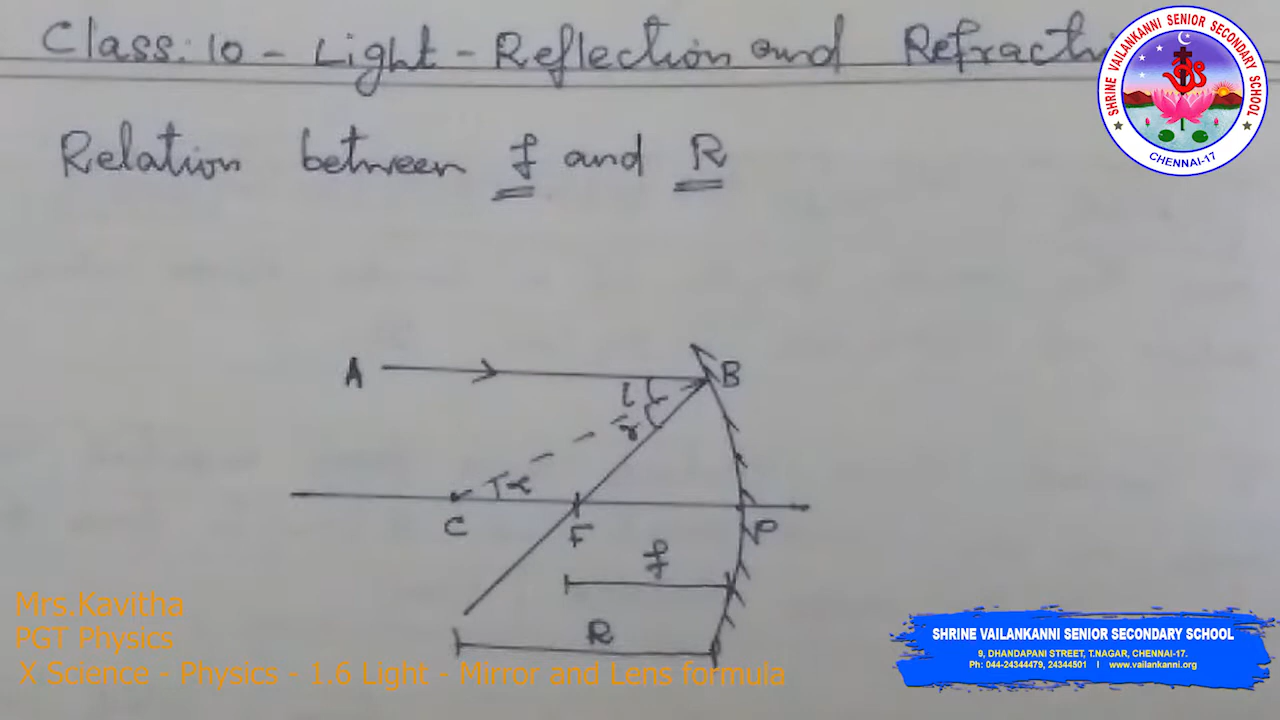 Class: 10 - Light - Reflection and Refracti
SHRINE VAILANKANNI SENIOR SECONDARY SCHOOL
CHENNAI-17
Relation between f and R
A
B
i
r
α
C
F
P
f
R
Mrs.Kavitha
PGT Physics
X Science - Physics - 1.6 Light - Mirror and Lens formula
SHRINE VAILANKANNI SENIOR SECONDARY SCHOOL
9, DHANDAPANI STREET, T.NAGAR, CHENNAI-17.
Ph: 044-24344479, 24344501 | www.vailankanni.org